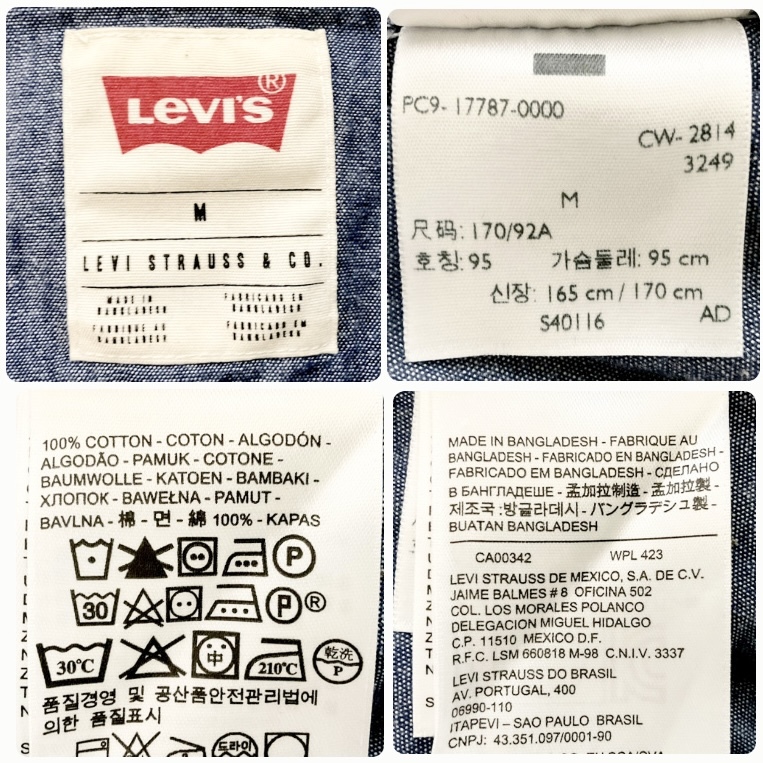 LEVI'S ®
M
LEVI STRAUSS & CO.
MADE IN BANGLADESH
FABRICADO EN BANGLADESH
FABRIQUE AU BANGLADESH
FABRICADO EM BANGLADESH
PC9-17787-0000
CW-2814
3249
M
尺码: 170/92A
호칭: 95 가슴둘레: 95 cm
신장: 165 cm / 170 cm
S40116 AD
100% COTTON - COTON - ALGODÓN -
ALGODÃO - PAMUK - COTONE -
BAUMWOLLE - KATOEN - BAMBAKI -
ХЛОПОК - BAWEŁNA - PAMUT -
BAVLNA - 棉 - 면 - 綿 100% - KAPAS
P
30 P ®
30℃ 中 210℃ 乾洗 P
품질경영 및 공산품안전관리법에
의한 품질표시
드라이
MADE IN BANGLADESH - FABRIQUE AU
BANGLADESH - FABRICADO EN BANGLADESH -
FABRICADO EM BANGLADESH - СДЕЛАНО
В БАНГЛАДЕШЕ - 孟加拉制造 - 孟加拉製 -
제조국 :방글라데시 - バングラデシュ製 -
BUATAN BANGLADESH
CA00342 WPL 423
LEVI STRAUSS DE MEXICO, S.A. DE C.V.
JAIME BALMES # 8 OFICINA 502
COL. LOS MORALES POLANCO
DELEGACION MIGUEL HIDALGO
C.P. 11510 MEXICO D.F.
R.F.C. LSM 660818 M-98 C.N.I.V. 3337
LEVI STRAUSS DO BRASIL
AV. PORTUGAL, 400
06990-110
ITAPEVI – SAO PAULO BRASIL
CNPJ: 43.351.097/0001-90